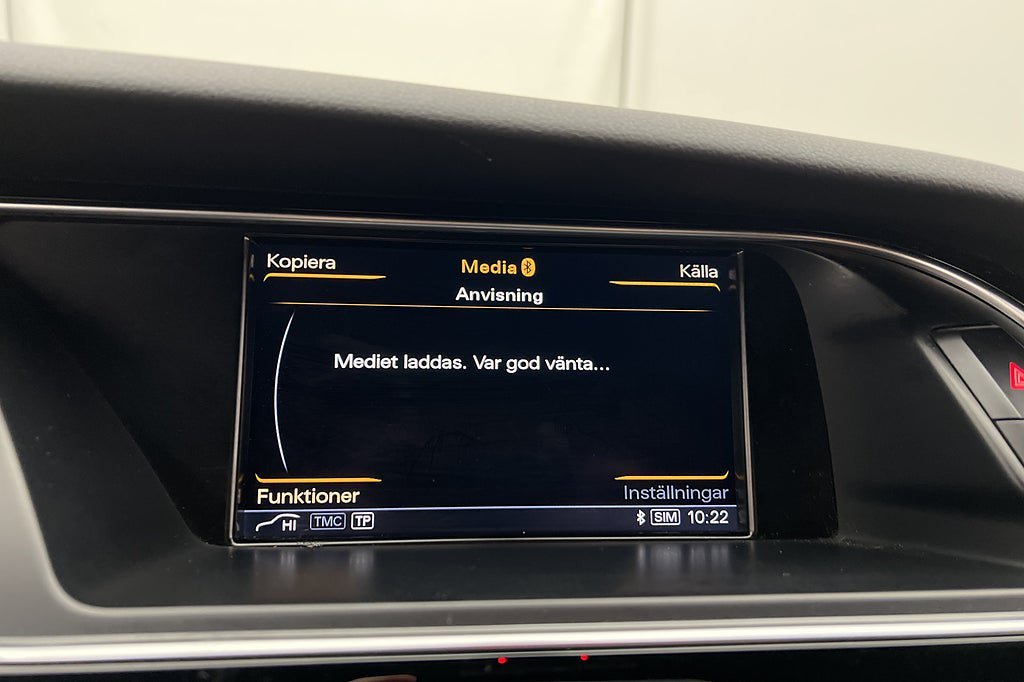 Kopiera Media Källa
Anvisning
Mediet laddas. Var god vänta...
Funktioner Inställningar
HI TMC TP SIM 10:22